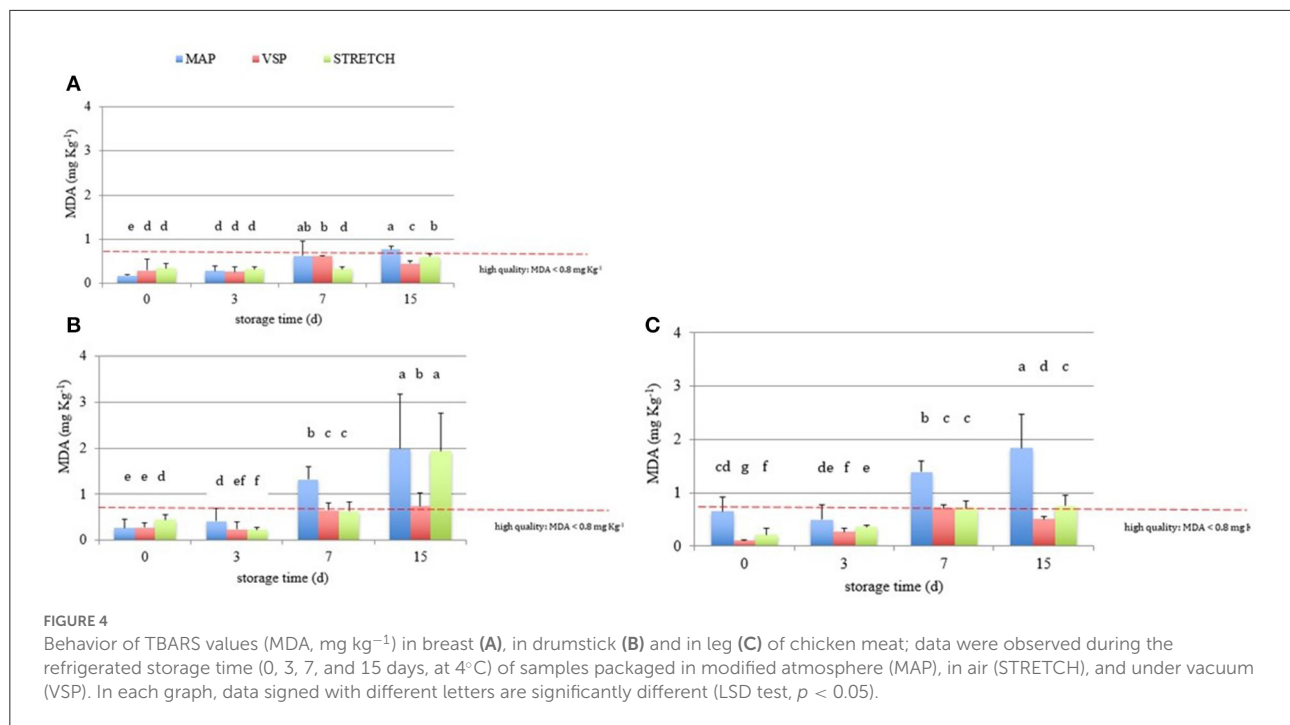 MAP VSP STRETCH
A
4
3
2
1
0
MDA (mg Kg⁻¹)
e d d d d d ab b d a c b
high quality: MDA < 0.8 mg Kg⁻¹
0 3 7 15
storage time (d)
B
4
3
2
1
0
MDA (mg Kg⁻¹)
e e d d ef f b c c a b a
high quality: MDA < 0.8 mg Kg⁻¹
0 3 7 15
storage time (d)
C
4
3
2
1
0
MDA (mg Kg⁻¹)
cd g f de f e b c c a d c
high quality: MDA < 0.8 mg K
0 3 7 15
storage time (d)
FIGURE 4
Behavior of TBARS values (MDA, mg kg⁻¹) in breast (A), in drumstick (B) and in leg (C) of chicken meat; data were observed during the
refrigerated storage time (0, 3, 7, and 15 days, at 4°C) of samples packaged in modified atmosphere (MAP), in air (STRETCH), and under vacuum
(VSP). In each graph, data signed with different letters are significantly different (LSD test, p < 0.05).